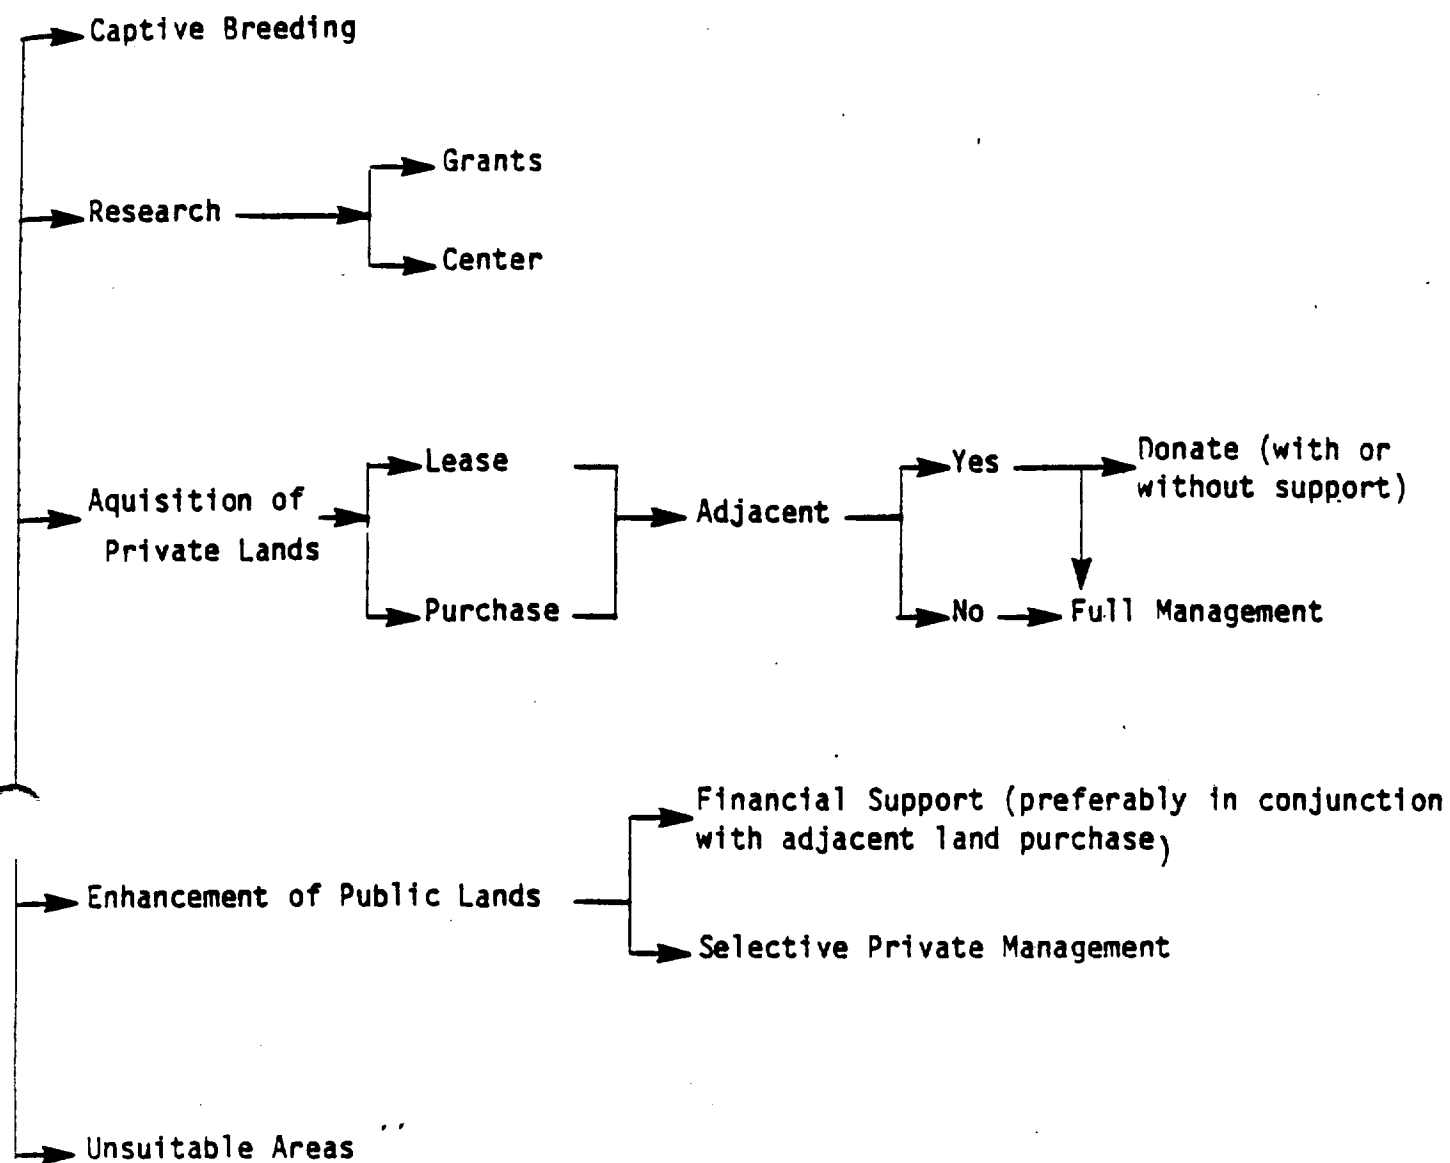 Captive Breeding
Grants
Research
Center
Lease
Yes
Donate (with or
without support)
Aquisition of
Private Lands
Adjacent
Purchase
No
Full Management
Financial Support (preferably in conjunction
with adjacent land purchase)
Enhancement of Public Lands
Selective Private Management
Unsuitable Areas